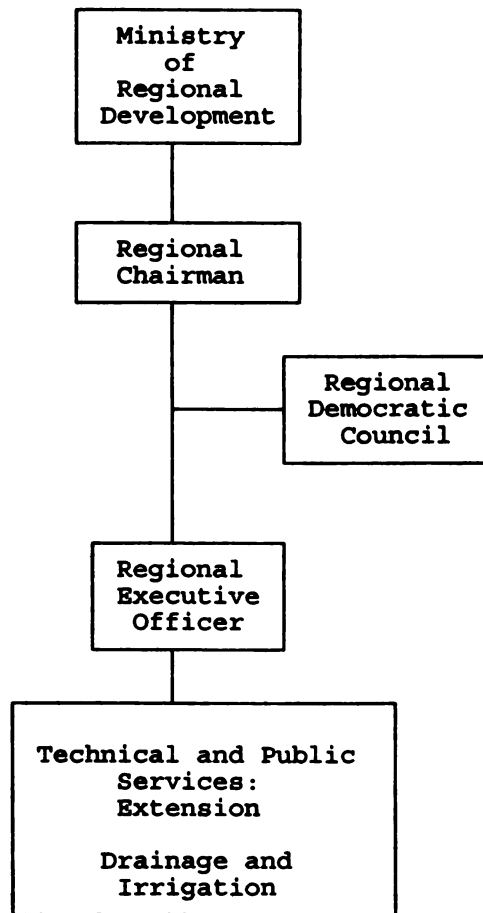 Ministry
of
Regional
Development
Regional
Chairman
Regional
Democratic
Council
Regional
Executive
Officer
Technical and Public
Services:
Extension
Drainage and
Irrigation